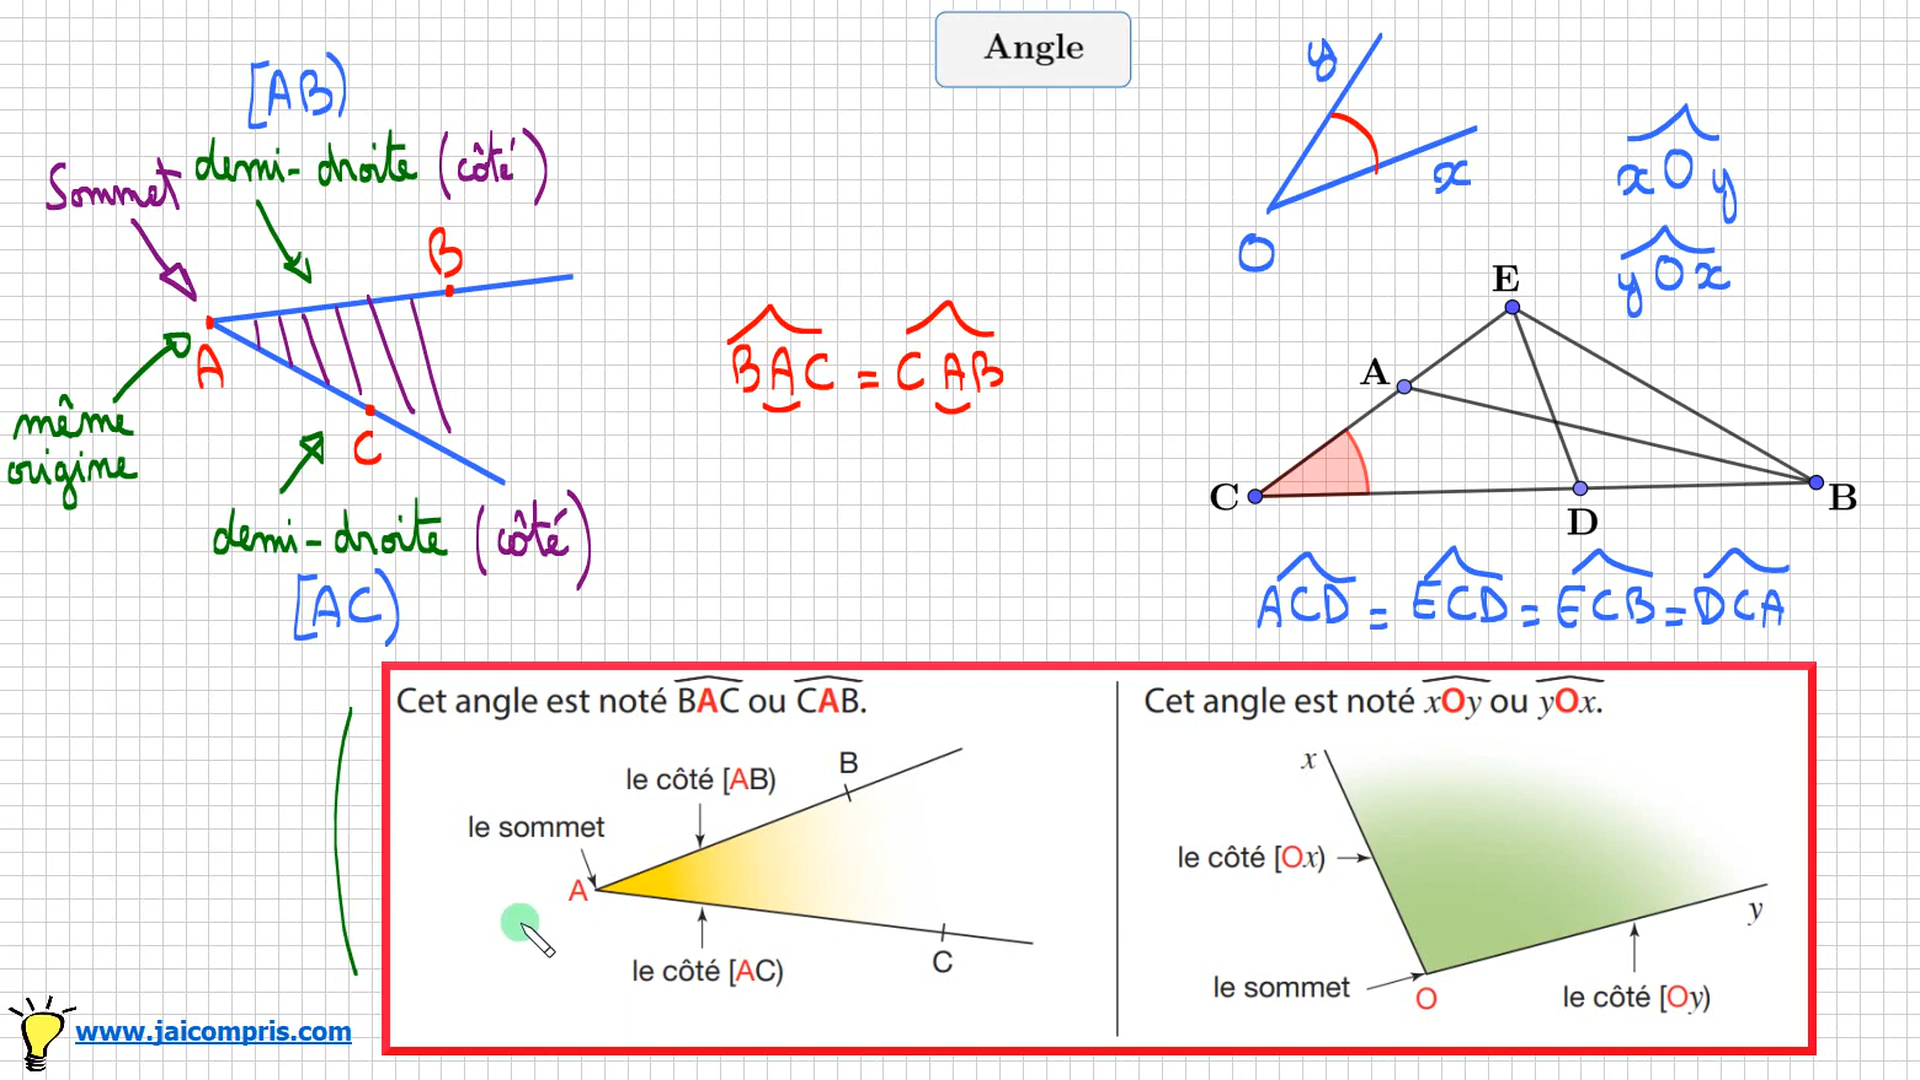 Angle
[AB)
Sommet demi-droite (côté)
B
A
même
origine
C
demi-droite (côté)
[AC)
BAC = CAB
y
x
O
xOy
yOx
E
A
C
D
B
ACD = ECD = ECB = DCA
Cet angle est noté BAC ou CAB.
le côté [AB)
B
le sommet
A
le côté [AC)
C
Cet angle est noté xOy ou yOx.
x
le côté [Ox)
y
le sommet
O
le côté [Oy)
www.jaicompris.com